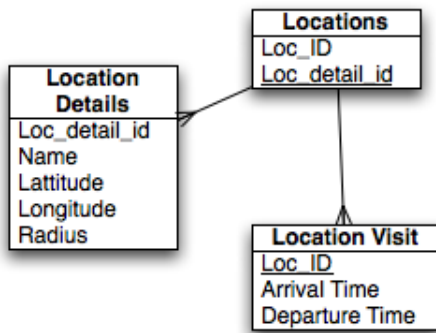 Locations
Loc_ID
Loc_detail_id
Location
Details
Loc_detail_id
Name
Lattitude
Longitude
Radius
Location Visit
Loc_ID
Arrival Time
Departure Time